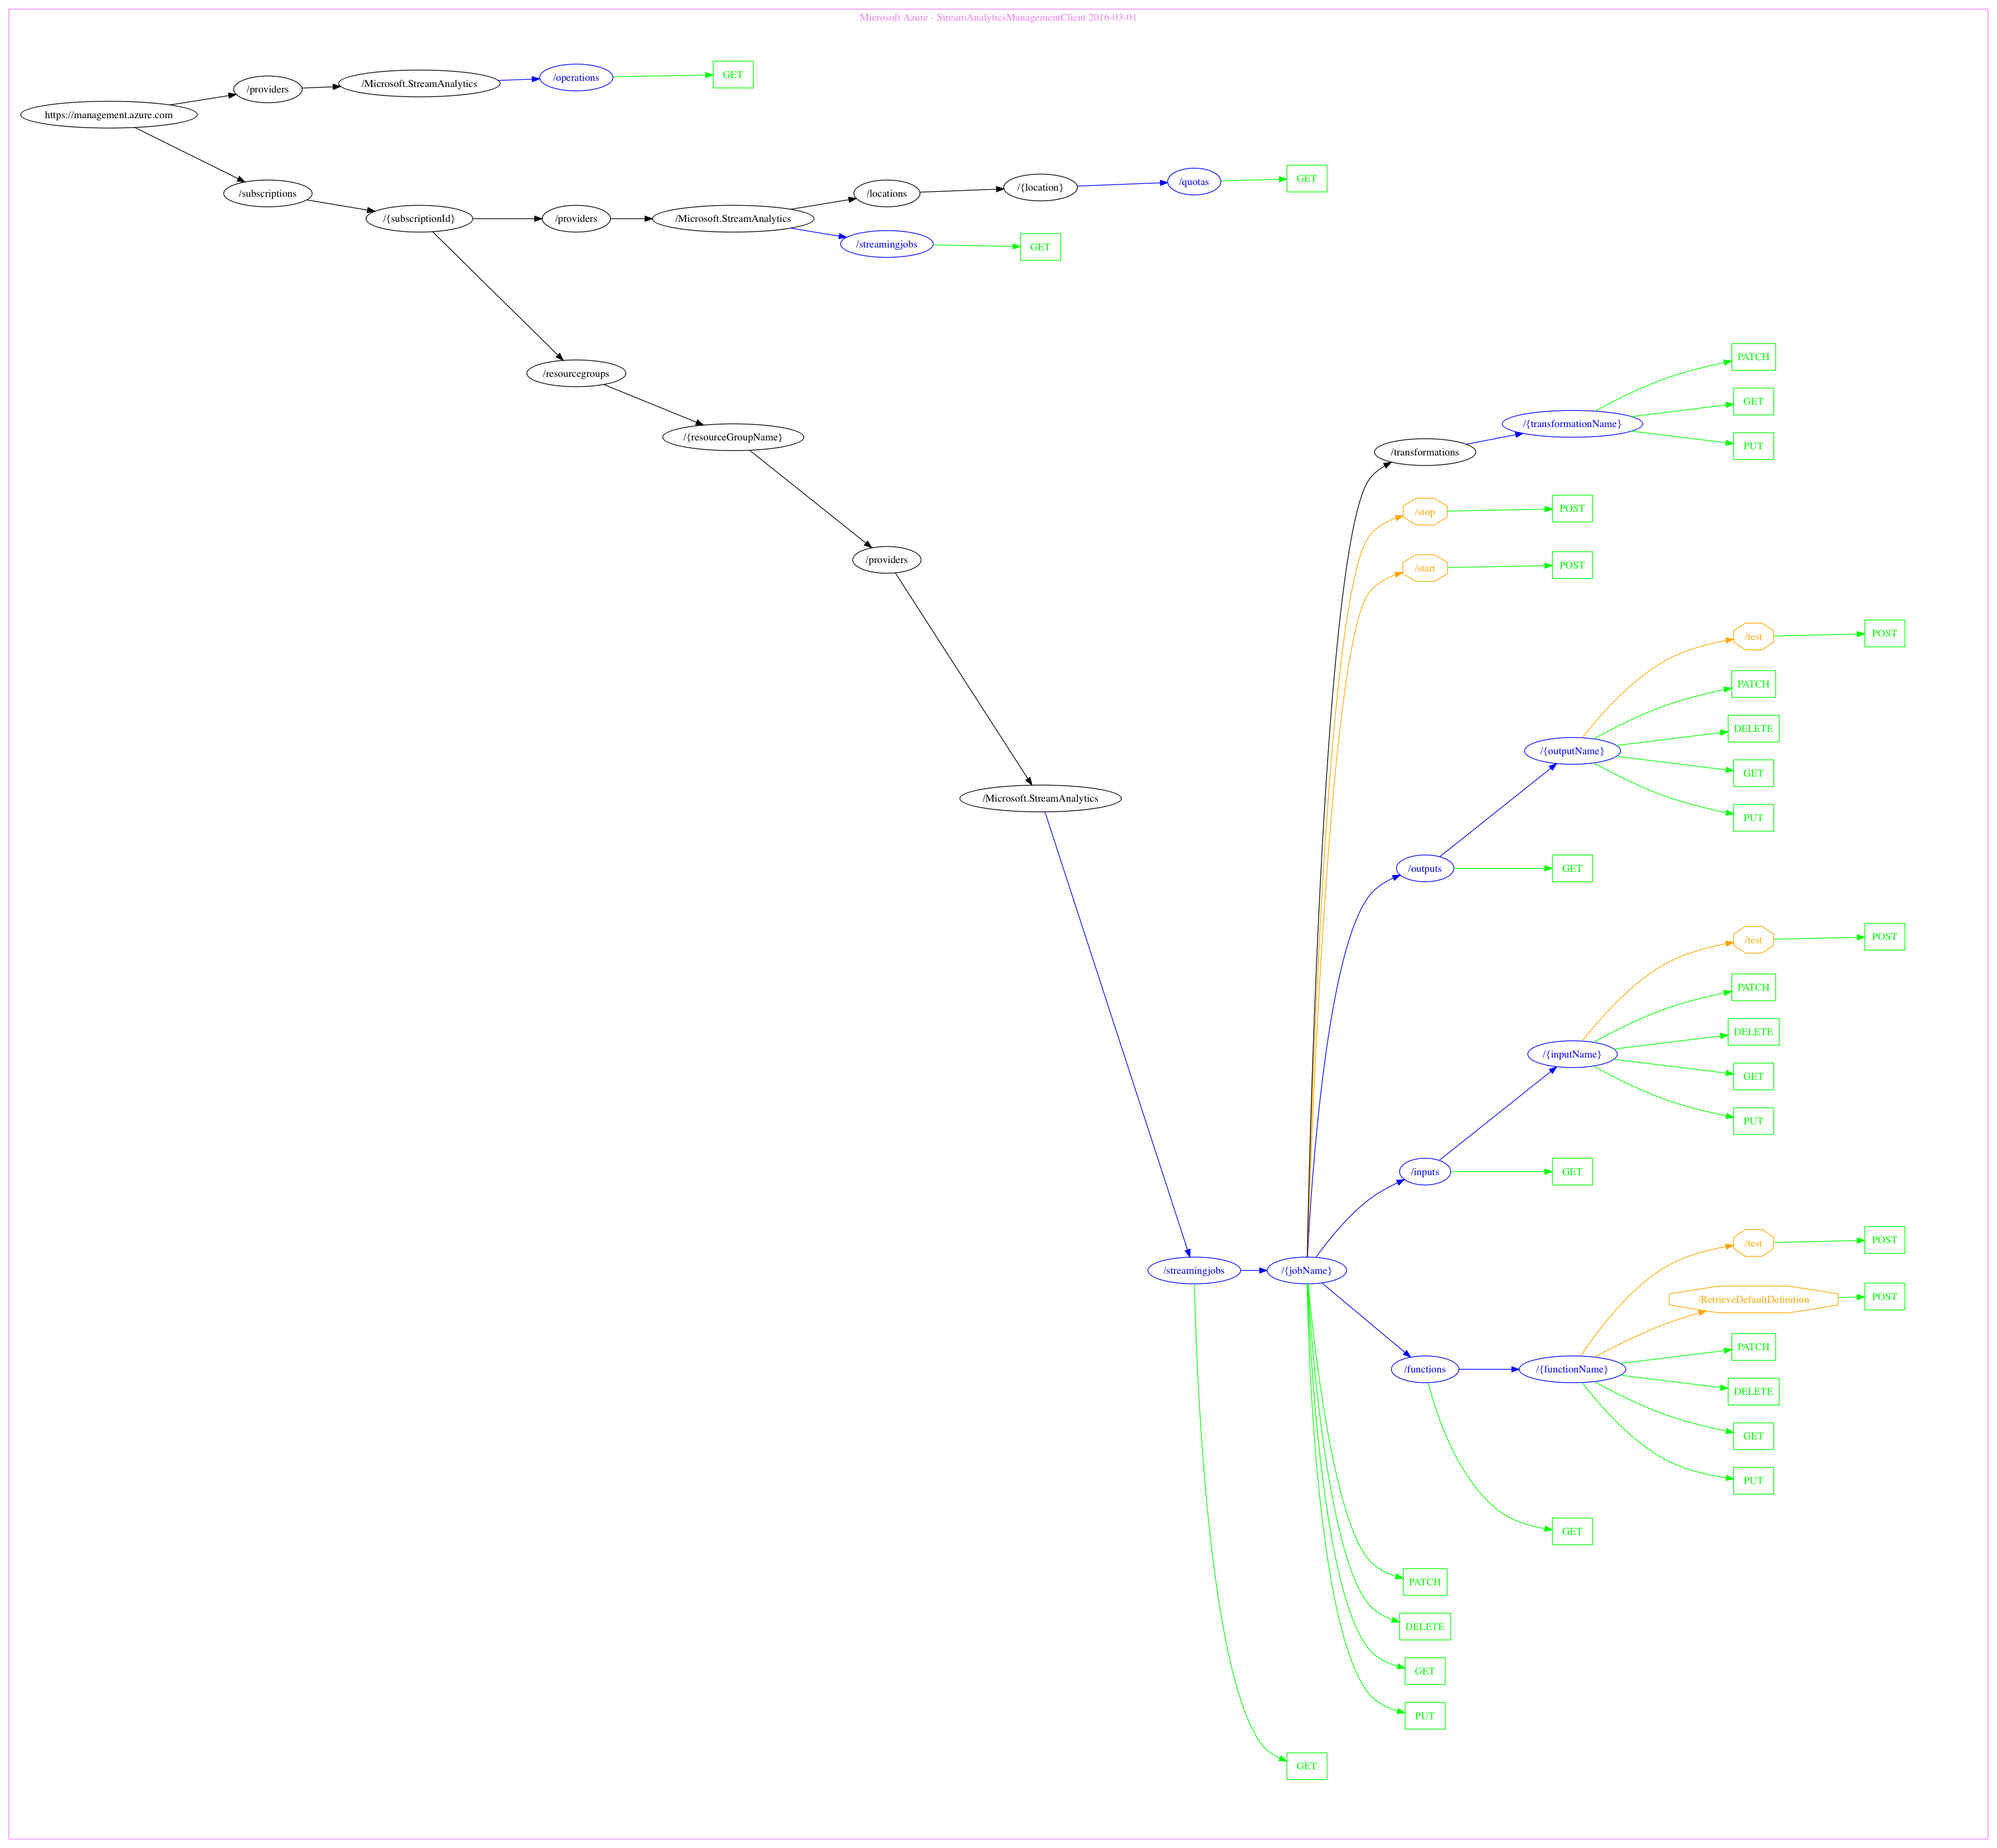 Microsoft Azure - StreamAnalyticsManagementClient 2016-03-01
https://management.azure.com
/providers
/Microsoft.StreamAnalytics
/operations
GET
/subscriptions
/{subscriptionId}
/providers
/Microsoft.StreamAnalytics
/locations
/{location}
/quotas
GET
/streamingjobs
GET
/resourcegroups
/{resourceGroupName}
/providers
/Microsoft.StreamAnalytics
/streamingjobs
/{jobName}
/transformations
/{transformationName}
PATCH
GET
PUT
/stop
POST
/start
POST
/outputs
/{outputName}
/test
POST
PATCH
DELETE
GET
PUT
GET
/inputs
/{inputName}
/test
POST
PATCH
DELETE
GET
PUT
GET
/functions
/{functionName}
/test
POST
/RetrieveDefaultDefinition
POST
PATCH
DELETE
GET
PUT
GET
PATCH
DELETE
GET
PUT
GET